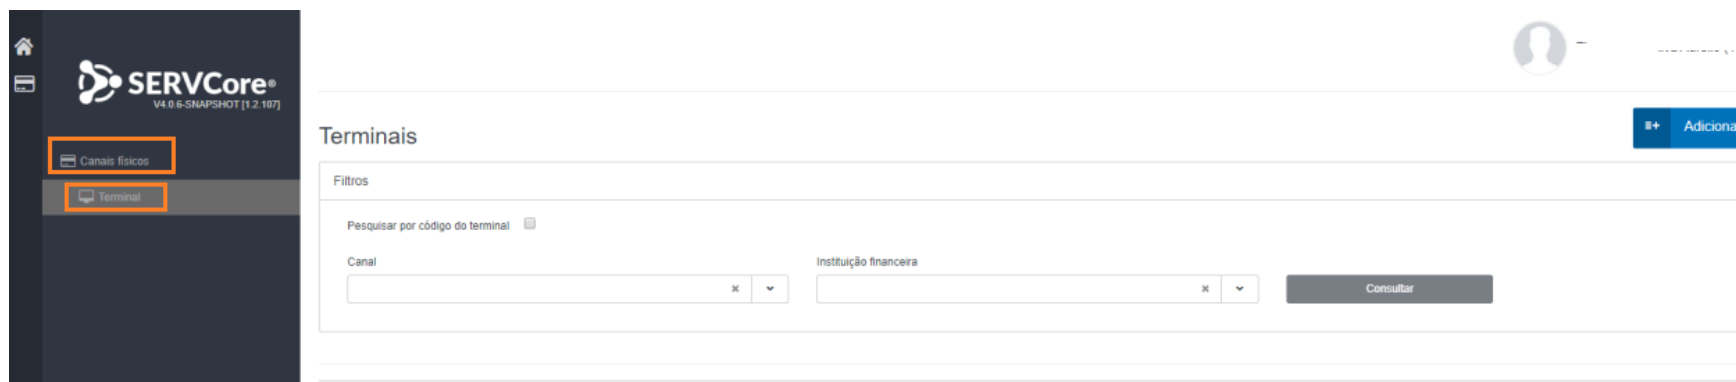 SERVCore®
V4.0.6-SNAPSHOT [1.2.107]
Canais físicos
Terminal
Terminais
Adiciona
Filtros
Pesquisar por código do terminal
Canal
Instituição financeira
Consultar